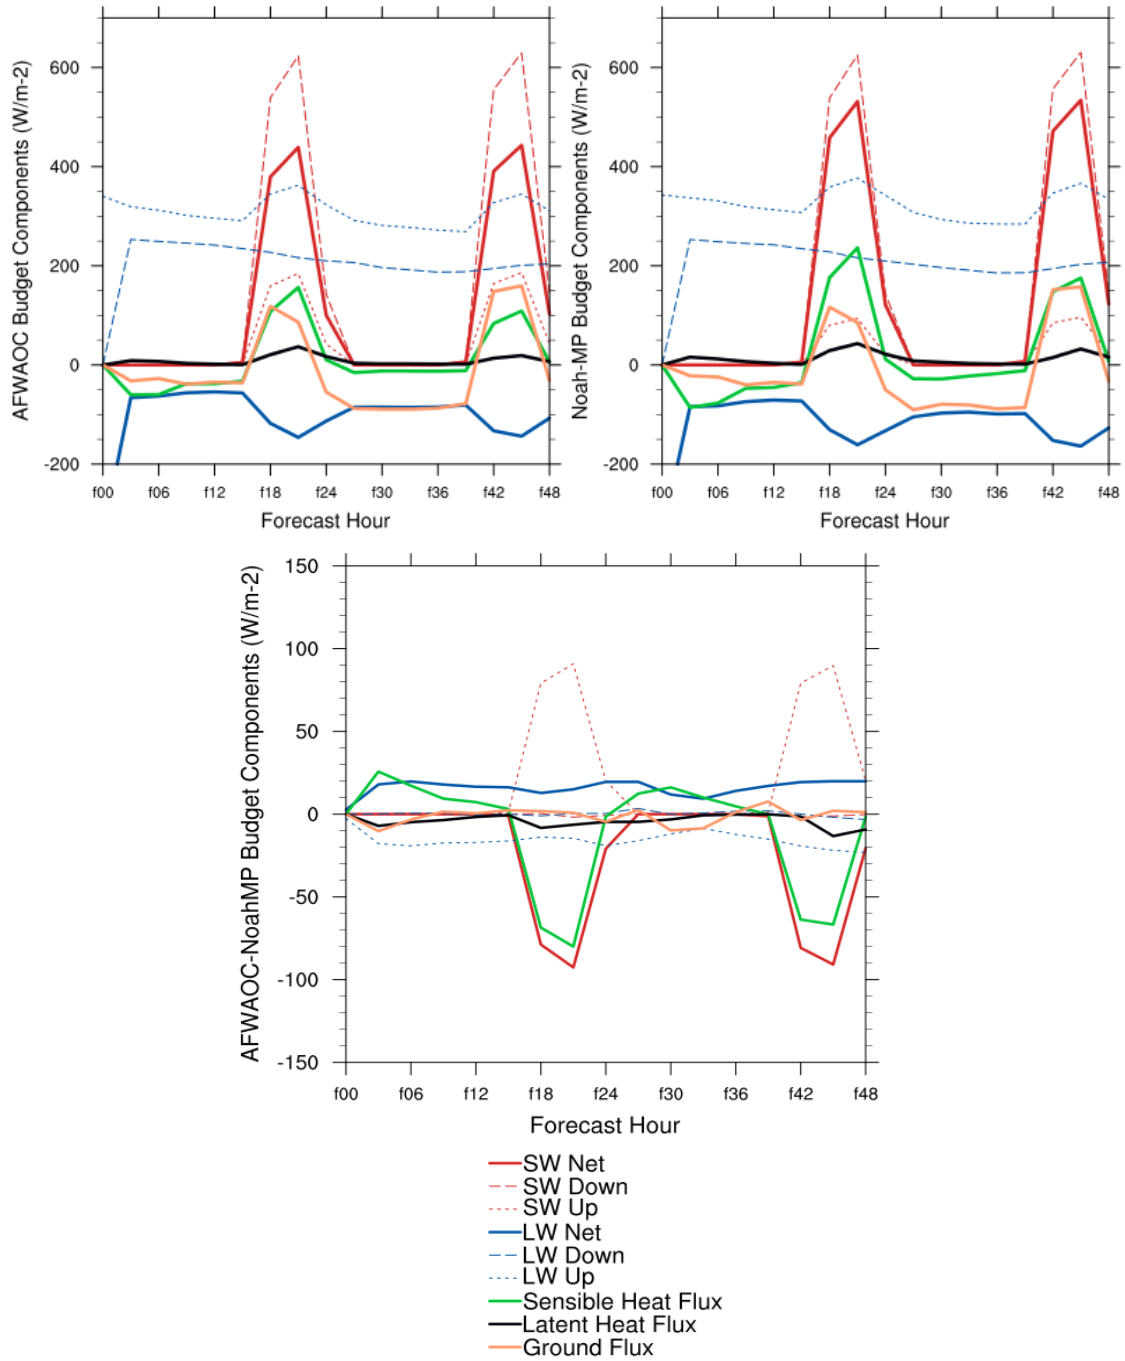 AFWAOC Budget Components (W/m-2)
600
400
200
0
-200
f00 f06 f12 f18 f24 f30 f36 f42 f48
Forecast Hour
Noah-MP Budget Components (W/m-2)
600
400
200
0
-200
f00 f06 f12 f18 f24 f30 f36 f42 f48
Forecast Hour
AFWAOC-NoahMP Budget Components (W/m-2)
150
100
50
0
-50
-100
-150
f00 f06 f12 f18 f24 f30 f36 f42 f48
Forecast Hour
SW Net
SW Down
SW Up
LW Net
LW Down
LW Up
Sensible Heat Flux
Latent Heat Flux
Ground Flux